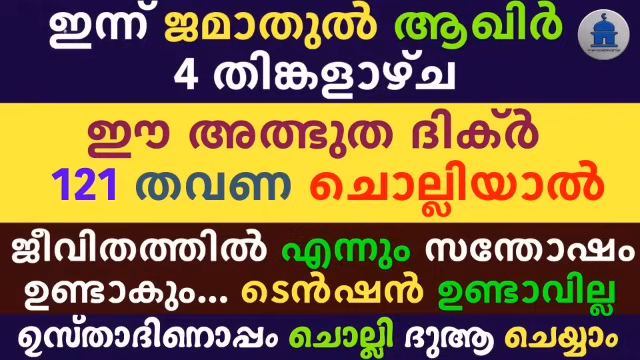 ഇന്ന് ജമാതുൽ ആഖിർ
4 തിങ്കളാഴ്ച
ഈ അത്ഭുത ദിക്ർ
121 തവണ ചൊല്ലിയാൽ
ജീവിതത്തിൽ എന്നും സന്തോഷം
ഉണ്ടാകും... ടെൻഷൻ ഉണ്ടാവില്ല
ഉസ്താദിനൊപ്പം ചൊല്ലി ദുആ ചെയ്യാം